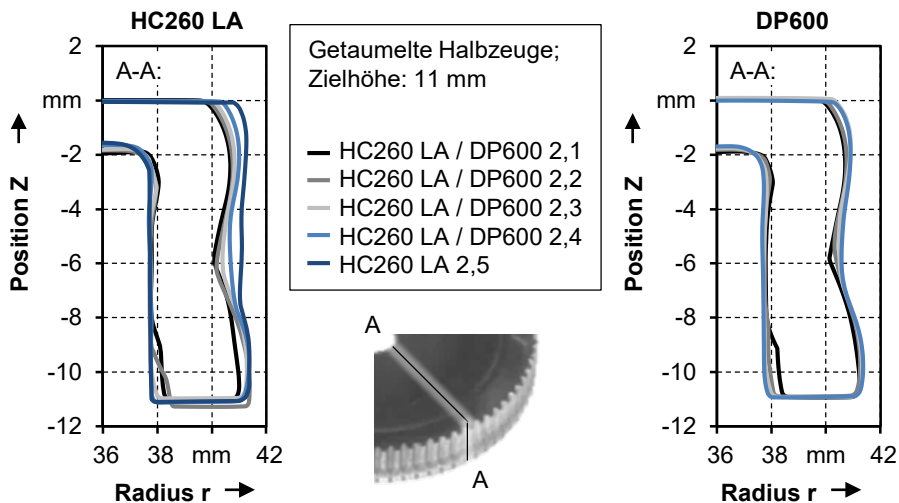 HC260 LA
2
A-A:
mm
-2
-4
-6
-8
-10
-12
36
38
mm
42
Position Z
Radius r
Getaumelte Halbzeuge;
Zielhöhe: 11 mm
HC260 LA / DP600 2,1
HC260 LA / DP600 2,2
HC260 LA / DP600 2,3
HC260 LA / DP600 2,4
HC260 LA 2,5
A
A
DP600
2
A-A:
mm
-2
-4
-6
-8
-10
-12
36
38
mm
42
Position Z
Radius r